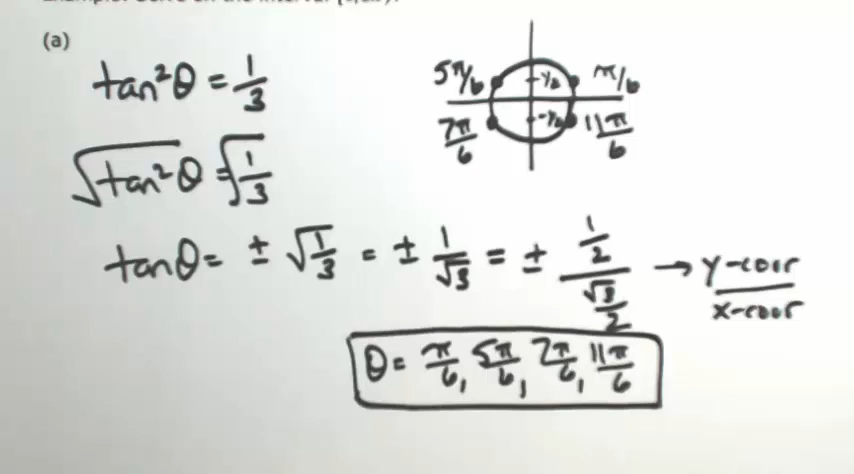 (a)
tan²θ = 1/3
√tan²θ = √1/3
tanθ = ± √1/3 = ± 1/√3 = ± 1/2 / √3/2 → y-coor / x-coor
θ = π/6, 5π/6, 7π/6, 11π/6
5π/6 π/6
1/2
7π/6 11π/6
-1/2